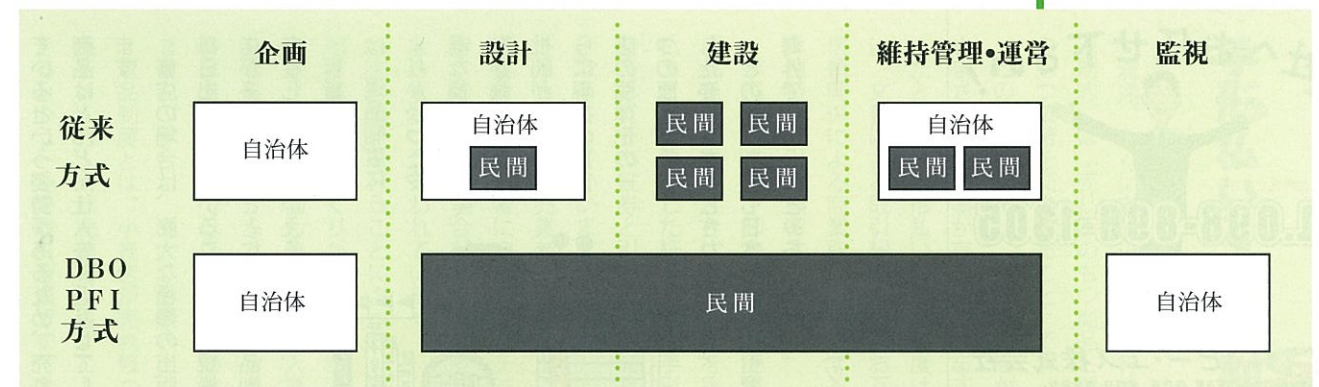 企画
設計
建設
維持管理•運営
監視
従来
方式
自治体
自治体
民間
民間 民間
民間 民間
自治体
民間 民間
DBO
PFI
方式
自治体
民間
自治体